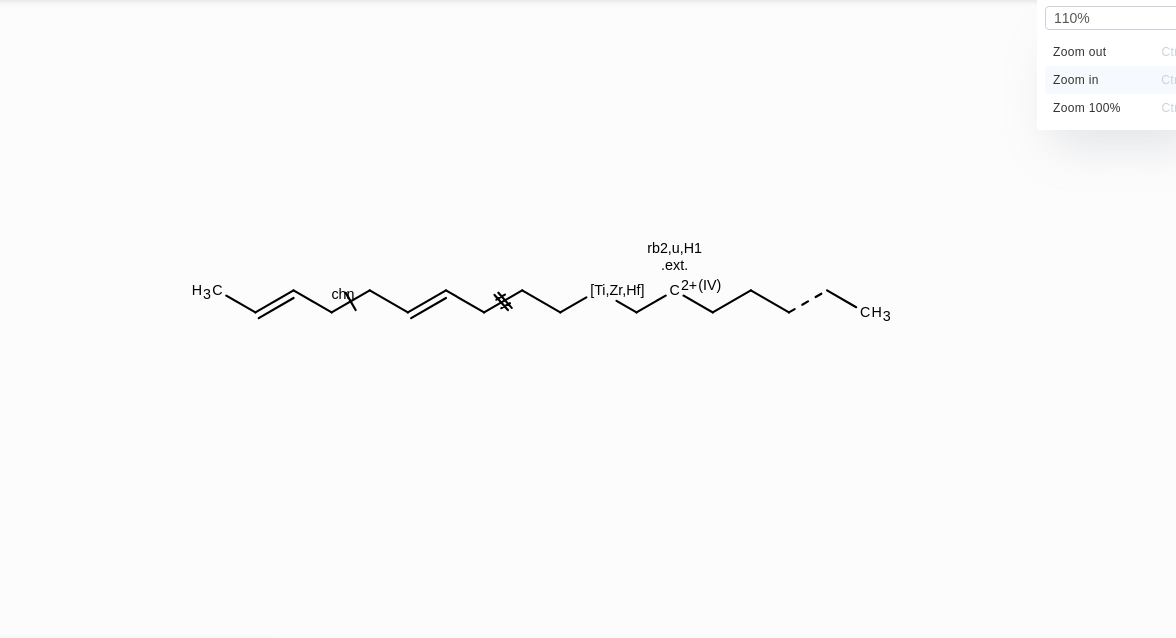 110%
Zoom out
Zoom in
Zoom 100%
rb2,u,H1
.ext.
H3C chn [Ti,Zr,Hf] C 2+(IV) CH3